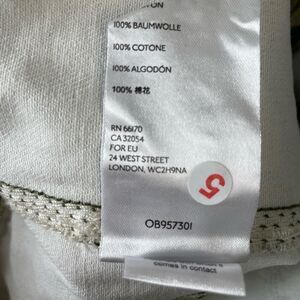 100% BAUMWOLLE
100% COTONE
100% ALGODÓN
100% 棉花
RN 66170
CA 32054
FOR EU
24 WEST STREET
LONDON, WC2H9NA
5
OB957301
comes in contact